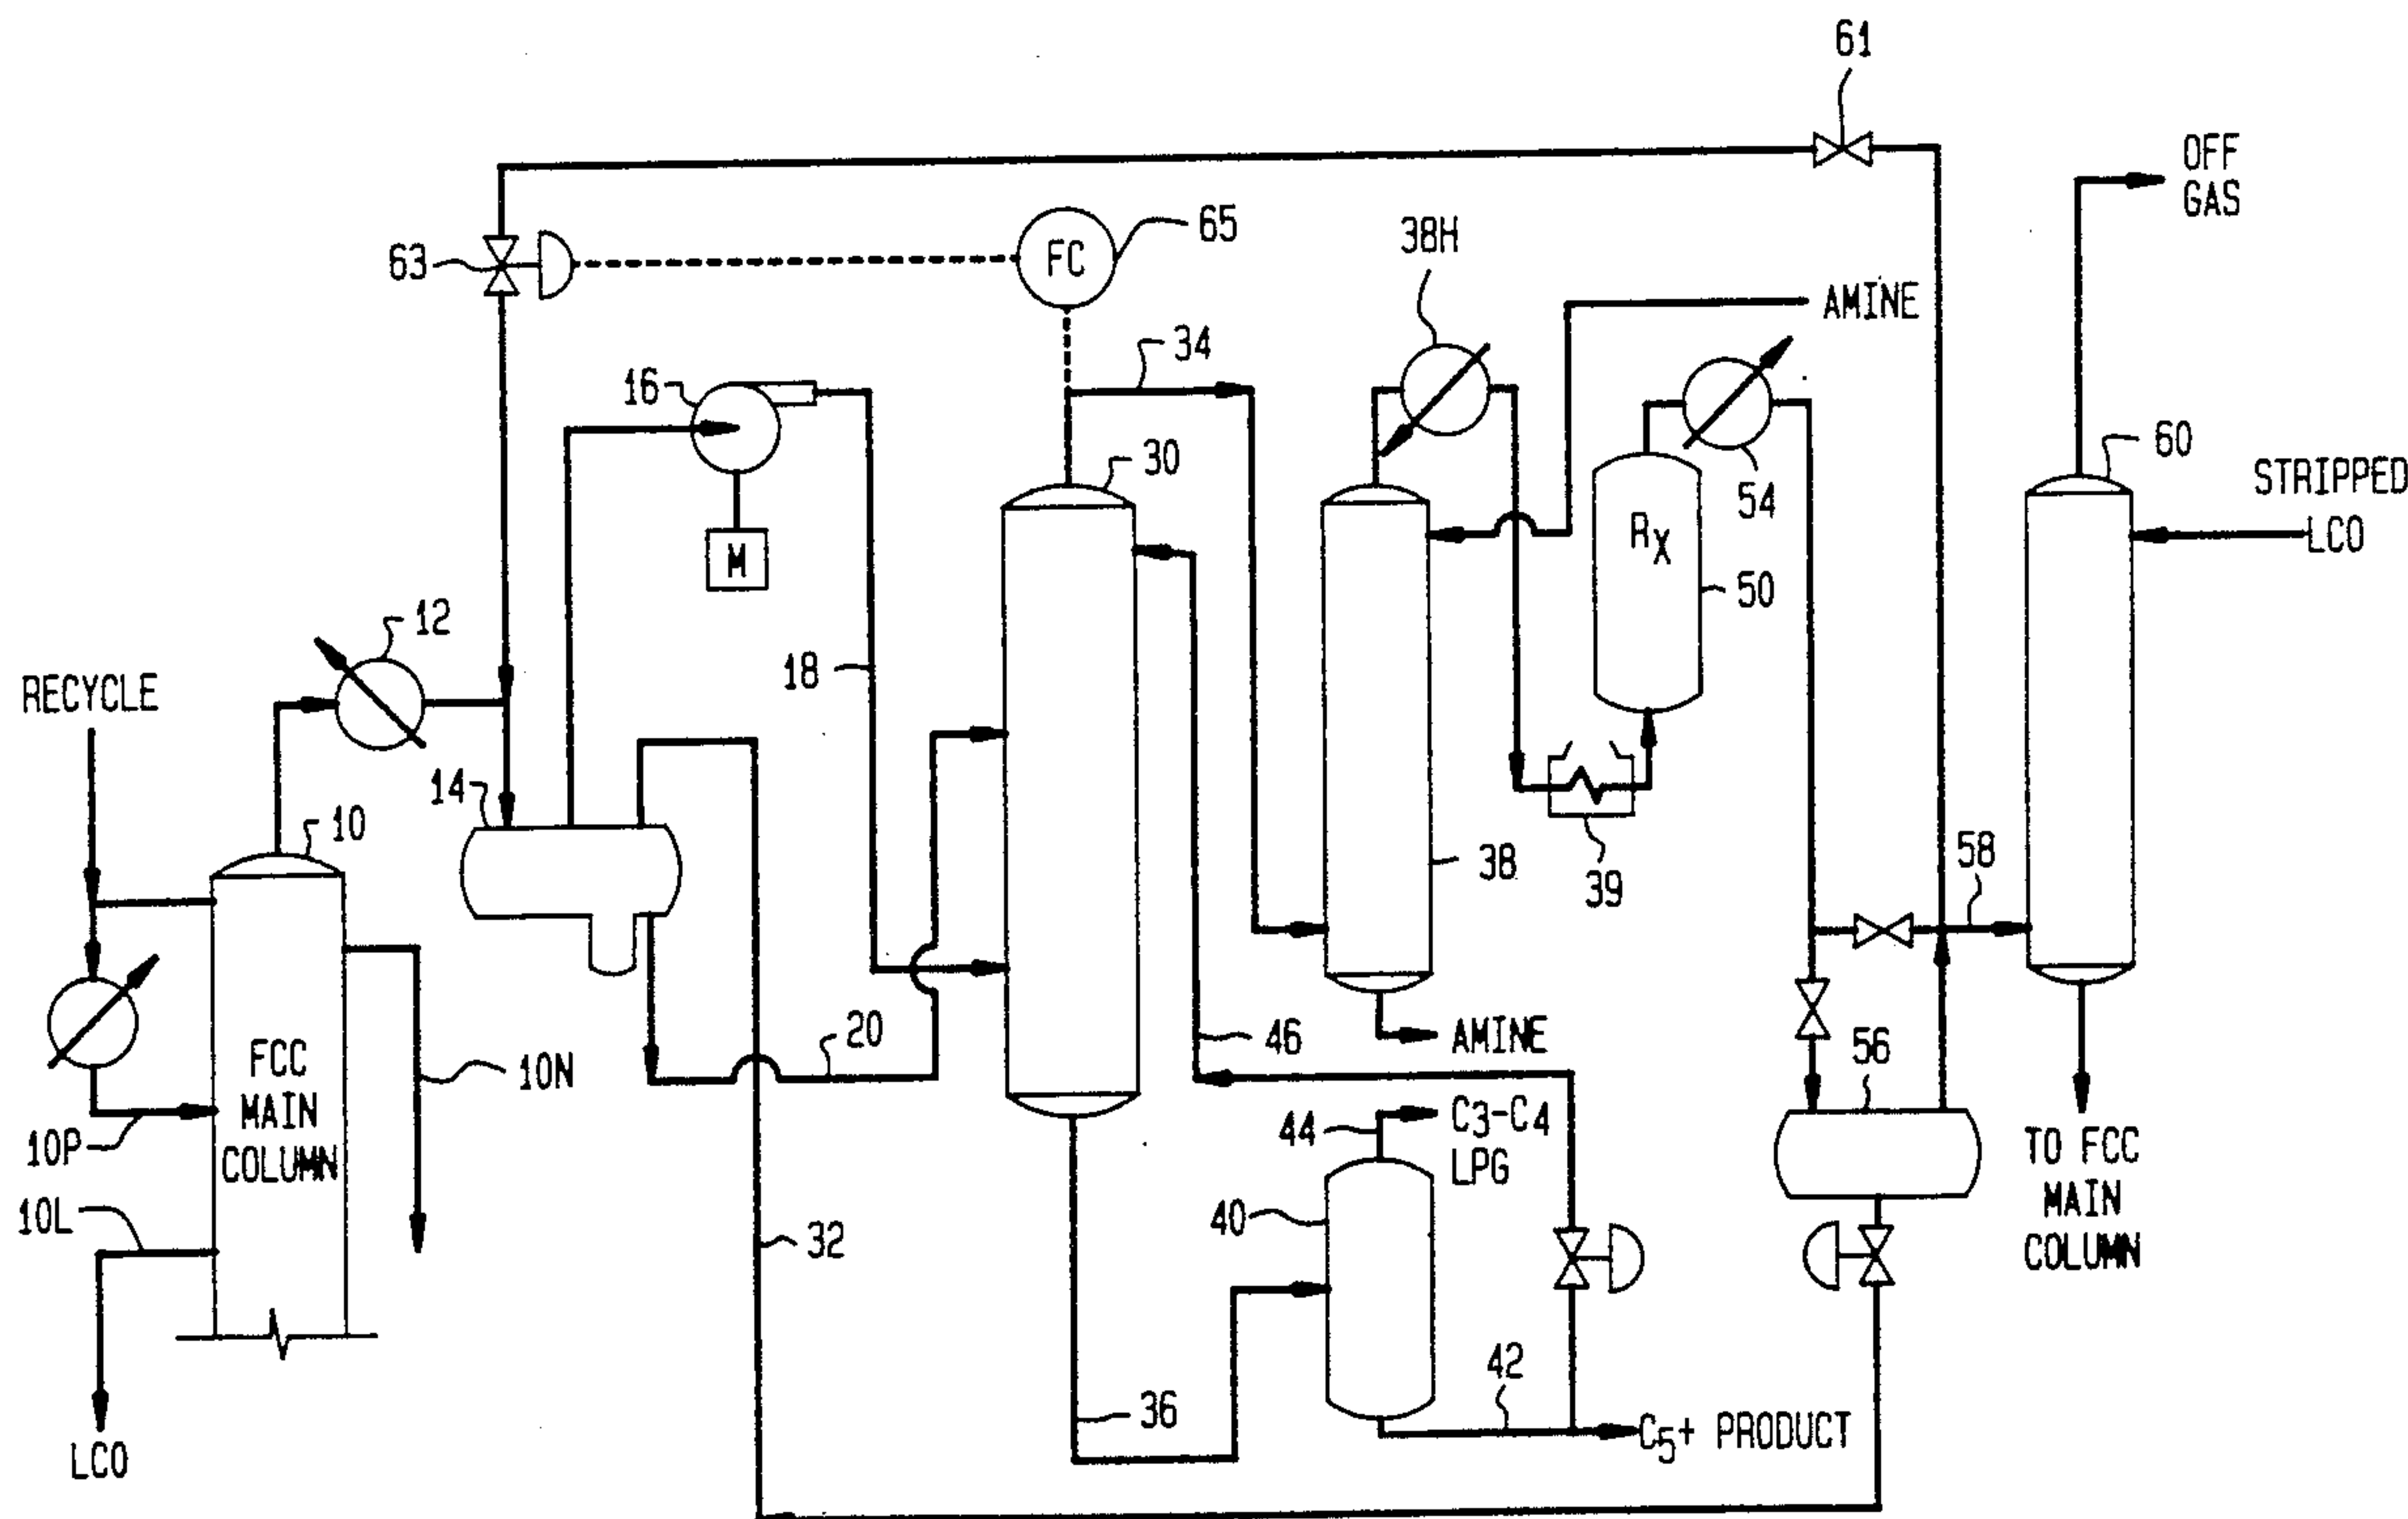 61
OFF
GAS
63
FC
65
38H
AMINE
34
16
30
60
STRIPPED
LCO
54
M
RX
50
12
18
RECYCLE
14
10
38
39
58
20
46
AMINE
56
FCC
MAIN
COLUMN
10N
10P
44
C3-C4
LPG
TO FCC
MAIN
COLUMN
10L
32
40
36
42
C5+ PRODUCT
LCO